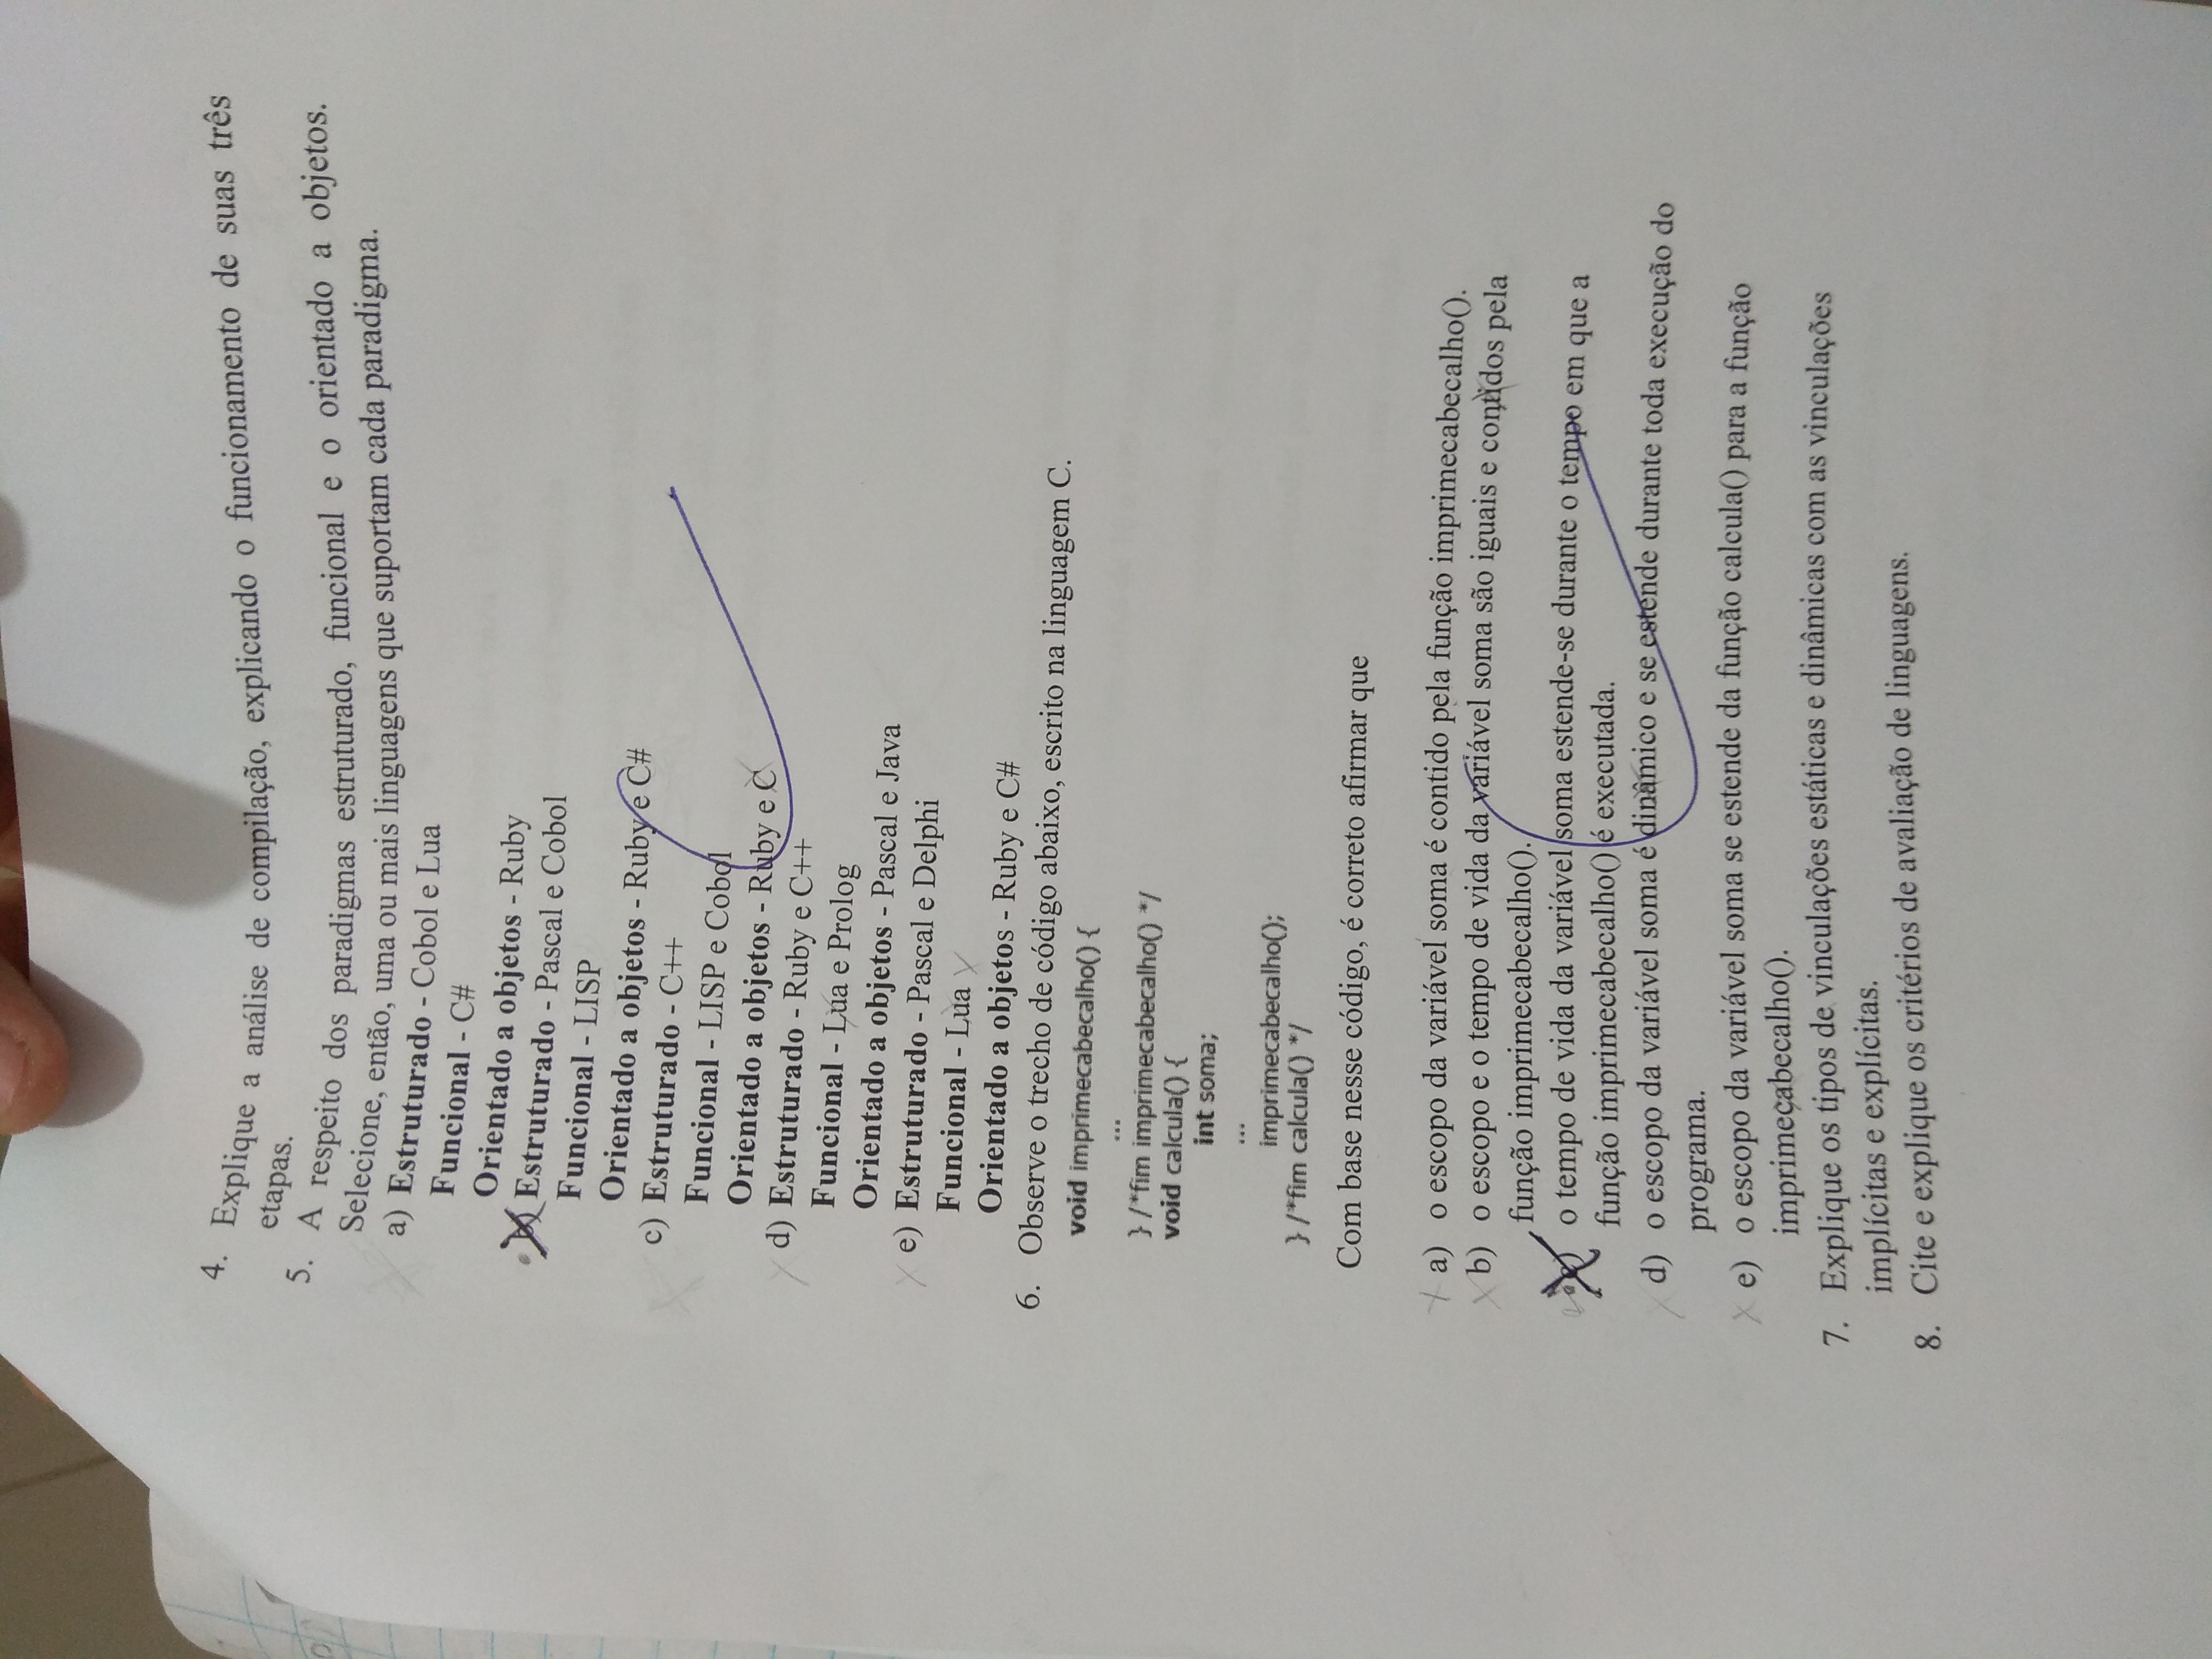 4. Explique a análise de compilação, explicando o funcionamento de suas três
etapas.
5. A respeito dos paradigmas estruturado, funcional e o orientado a objetos.
Selecione, então, uma ou mais linguagens que suportam cada paradigma.
a) Estruturado - Cobol e Lua
Funcional - C#
Orientado a objetos - Ruby
Estruturado - Pascal e Cobol
Funcional - LISP
Orientado a objetos - Ruby e C#
c) Estruturado - C++
Funcional - LISP e Cobol
Orientado a objetos - Ruby e C
d) Estruturado - Ruby e C++
Funcional - Lua e Prolog
Orientado a objetos - Pascal e Java
e) Estruturado - Pascal e Delphi
Funcional - Lua
Orientado a objetos - Ruby e C#
6. Observe o trecho de código abaixo, escrito na linguagem C.
void imprimecabecalho() {
...
} /*fim imprimecabecalho() */
void calcula() {
int soma;
...
imprimecabecalho();
} /*fim calcula() */
Com base nesse código, é correto afirmar que
a) o escopo da variável soma é contido pela função imprimecabecalho().
b) o escopo e o tempo de vida da variável soma são iguais e contidos pela
função imprimecabecalho().
o tempo de vida da variável soma estende-se durante o tempo em que a
função imprimecabecalho() é executada.
d) o escopo da variável soma é dinâmico e se estende durante toda execução do
programa.
e) o escopo da variável soma se estende da função calcula() para a função
imprimeçabecalho().
7. Explique os tipos de vinculações estáticas e dinâmicas com as vinculações
implícitas e explícitas.
8. Cite e explique os critérios de avaliação de linguagens.